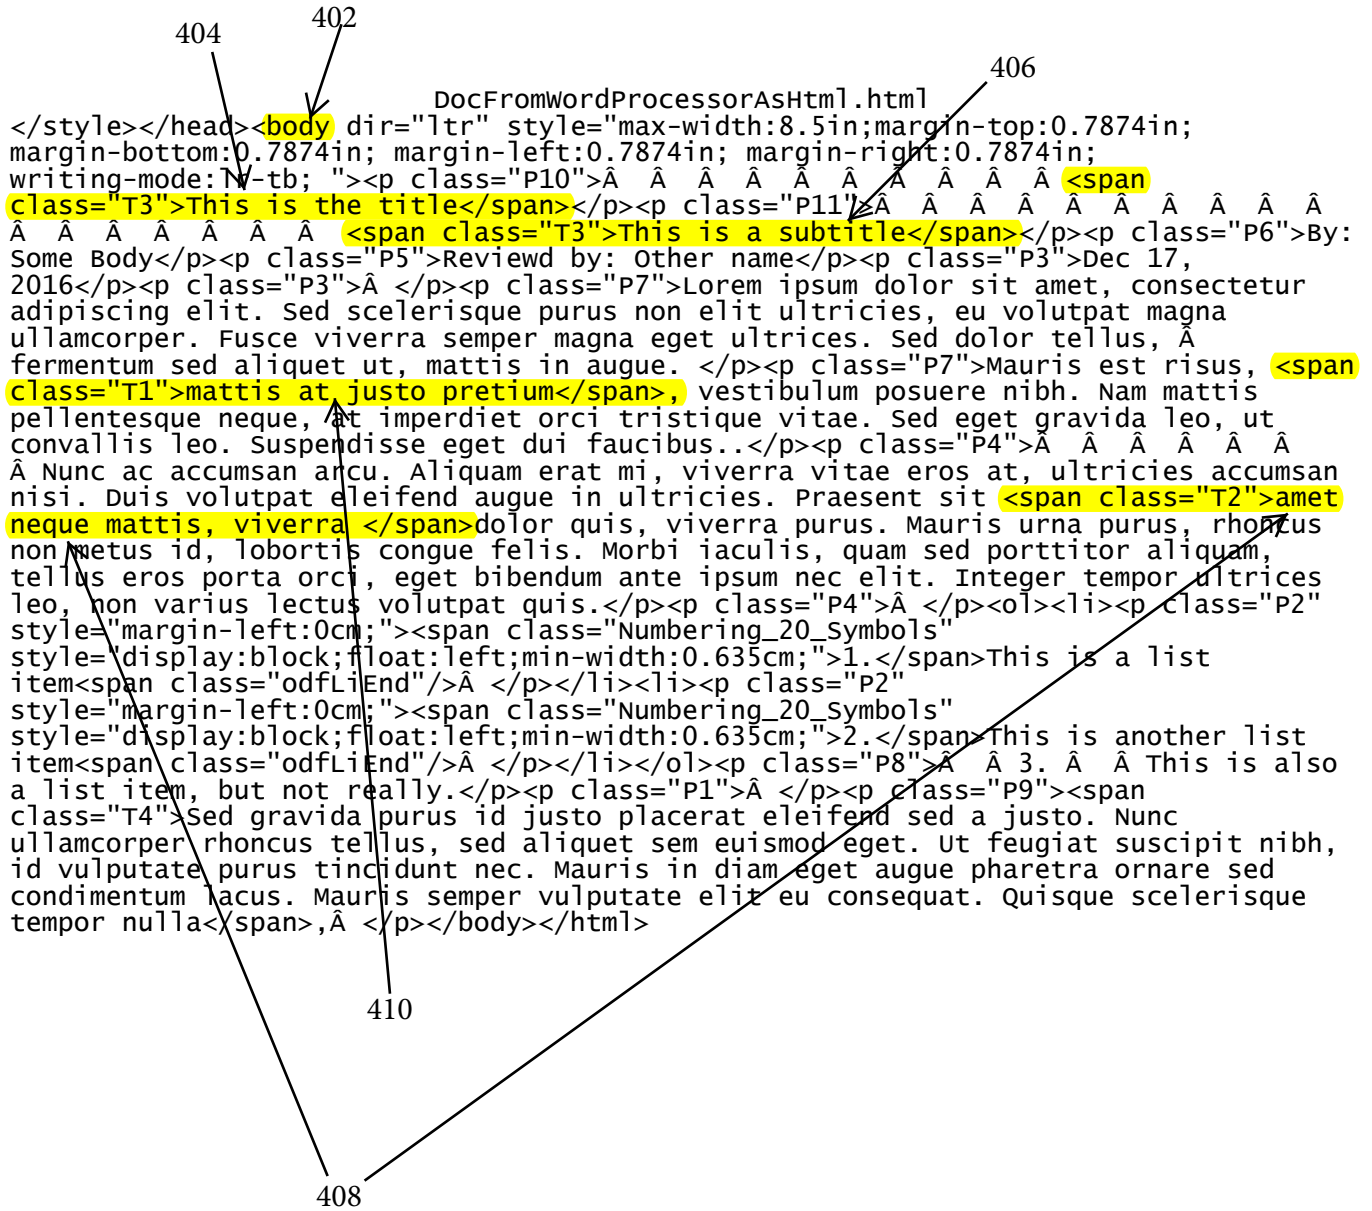 402
404
406
DocFromWordProcessorAsHtml.html
</style></head><body dir="ltr" style="max-width:8.5in;margin-top:0.7874in;
margin-bottom:0.7874in; margin-left:0.7874in; margin-right:0.7874in;
writing-mode:lr-tb; "><p class="P10">Â Â Â Â Â Â Â Â Â Â <span
class="T3">This is the title</span></p><p class="P11">Â Â Â Â Â Â Â Â Â Â
Â Â Â Â Â Â Â <span class="T3">This is a subtitle</span></p><p class="P6">By:
Some Body</p><p class="P5">Reviewd by: Other name</p><p class="P3">Dec 17,
2016</p><p class="P3">Â </p><p class="P7">Lorem ipsum dolor sit amet, consectetur
adipiscing elit. Sed scelerisque purus non elit ultricies, eu volutpat magna
ullamcorper. Fusce viverra semper magna eget ultrices. Sed dolor tellus, Â
fermentum sed aliquet ut, mattis in augue. </p><p class="P7">Mauris est risus, <span
class="T1">mattis at justo pretium</span>, vestibulum posuere nibh. Nam mattis
pellentesque neque, at imperdiet orci tristique vitae. Sed eget gravida leo, ut
convallis leo. Suspendisse eget dui faucibus..</p><p class="P4">Â Â Â Â Â Â
Â Nunc ac accumsan arcu. Aliquam erat mi, viverra vitae eros at, ultricies accumsan
nisi. Duis volutpat eleifend augue in ultricies. Praesent sit <span class="T2">amet
neque mattis, viverra </span>dolor quis, viverra purus. Mauris urna purus, rhoncus
non metus id, lobortis congue felis. Morbi iaculis, quam sed porttitor aliquam,
tellus eros porta orci, eget bibendum ante ipsum nec elit. Integer tempor ultrices
leo, non varius lectus volutpat quis.</p><p class="P4">Â </p><ol><li><p class="P2"
style="margin-left:0cm;"><span class="Numbering_20_Symbols"
style="display:block;float:left;min-width:0.635cm;">1.</span>This is a list
item<span class="odfLiEnd"/>Â </p></li><li><p class="P2"
style="margin-left:0cm;"><span class="Numbering_20_Symbols"
style="display:block;float:left;min-width:0.635cm;">2.</span>This is another list
item<span class="odfLiEnd"/>Â </p></li></ol><p class="P8">Â Â 3. Â Â This is also
a list item, but not really.</p><p class="P1">Â </p><p class="P9"><span
class="T4">Sed gravida purus id justo placerat eleifend sed a justo. Nunc
ullamcorper rhoncus tellus, sed aliquet sem euismod eget. Ut feugiat suscipit nibh,
id vulputate purus tincidunt nec. Mauris in diam eget augue pharetra ornare sed
condimentum lacus. Mauris semper vulputate elit eu consequat. Quisque scelerisque
tempor nulla</span>,Â </p></body></html>
410
408